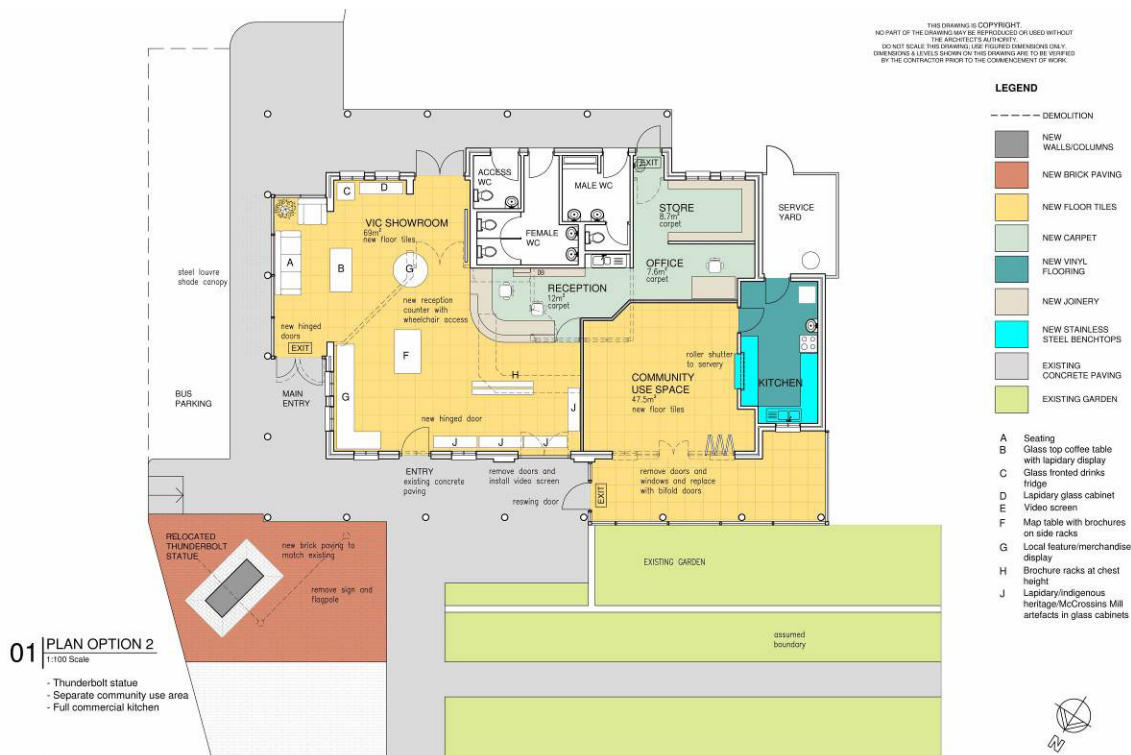 THIS DRAWING IS COPYRIGHT.
NO PART OF THE DRAWING MAY BE REPRODUCED OR USED WITHOUT
THE ARCHITECT'S AUTHORITY.
DO NOT SCALE THIS DRAWING; USE FIGURED DIMENSIONS ONLY.
DIMENSIONS & LEVELS SHOWN ON THIS DRAWING ARE TO BE VERIFIED
BY THE CONTRACTOR PRIOR TO THE COMMENCEMENT OF WORK.
LEGEND
DEMOLITION
NEW
WALLS/COLUMNS
NEW BRICK PAVING
NEW FLOOR TILES
NEW CARPET
NEW VINYL
FLOORING
NEW JOINERY
NEW STAINLESS
STEEL BENCHTOPS
EXISTING
CONCRETE PAVING
EXISTING GARDEN
A Seating
B Glass top coffee table
with lapidary display
C Glass fronted drinks
fridge
D Lapidary glass cabinet
E Video screen
F Map table with brochures
on side racks
G Local feature/merchandise
display
H Brochure racks at chest
height
J Lapidary/indigenous
heritage/McCrossins Mill
artefacts in glass cabinets
EXIT
ACCESS
WC
MALE WC
C
D
STORE
8.7m²
carpet
SERVICE
YARD
VIC SHOWROOM
69m²
new floor tiles
FEMALE
WC
A
B
G
DB
OFFICE
7.6m²
carpet
steel louvre
shade canopy
RECEPTION
12m²
carpet
new reception
counter with
wheelchair access
new hinged
doors
EXIT
F
roller shutter
to servery
H
COMMUNITY
USE SPACE
47.5m²
new floor tiles
KITCHEN
BUS
PARKING
MAIN
ENTRY
G
J
new hinged door
J
J
J
ENTRY
existing concrete
paving
remove doors and
install video screen
remove doors and
windows and replace
with bifold doors
reswing door
EXIT
RELOCATED
THUNDERBOLT
STATUE
new brick paving to
match existing
remove sign and
flagpole
EXISTING GARDEN
assumed
boundary
01 PLAN OPTION 2
1:100 Scale
- Thunderbolt statue
- Separate community use area
- Full commercial kitchen
N